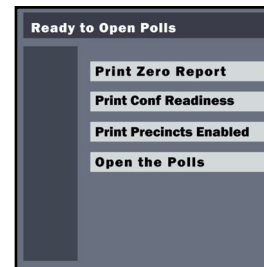 Ready to Open Polls
Print Zero Report
Print Conf Readiness
Print Precincts Enabled
Open the Polls